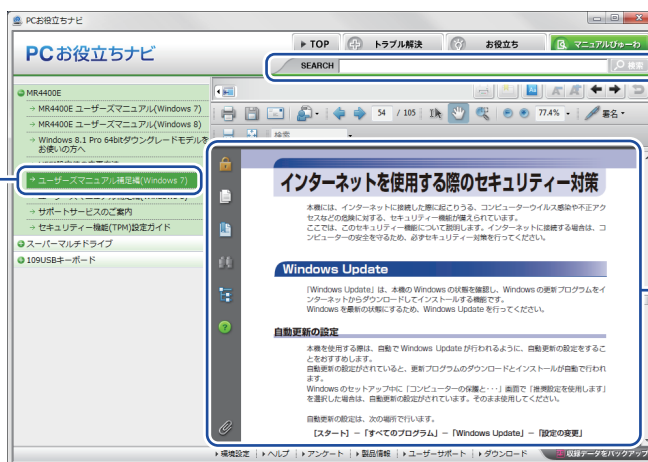 PCお役立ちナビ
PCお役立ちナビ
TOP
トラブル解決
お役立ち
マニュアルびゅーわ
SEARCH
検索
MR4400E
MR4400E ユーザーズマニュアル(Windows 7)
MR4400E ユーザーズマニュアル(Windows 8)
Windows 8.1 Pro 64bitダウングレードモデルを
お使いの方へ
ユーザーズマニュアル補足編(Windows 7)
サポートサービスのご案内
セキュリティー機能(TPM)設定ガイド
スーパーマルチドライブ
109USBキーボード
54 / 105
77.4%
署名
検索
インターネットを使用する際のセキュリティー対策
本機には、インターネットに接続した際に起こりうる、コンピューターウイルス感染や不正アク
セスなどの危険に対する、セキュリティー機能が備えられています。
ここでは、このセキュリティー機能について説明します。インターネットに接続する場合は、コ
ンピューターの安全を守るため、必ずセキュリティー対策を行ってください。
Windows Update
「Windows Update」は、本機の Windows の状態を確認し、Windows の更新プログラムをイ
ンターネットからダウンロードしてインストールする機能です。
Windows を最新の状態にするため、Windows Update を行ってください。
自動更新の設定
本機を使用する際は、自動で Windows Update が行われるように、自動更新の設定をするこ
とをおすすめします。
自動更新の設定がされていると、更新プログラムのダウンロードとインストールが自動で行われ
ます。
Windows のセットアップ中に「コンピューターの保護と・・・」画面で「推奨設定を使用します」
を選択した場合は、自動更新の設定がされています。そのまま使用してください。
自動更新の設定は、次の場所で行います。
［スタート］－「すべてのプログラム」－「Windows Update」－「設定の変更」
環境設定
ヘルプ
アンケート
製品情報
ユーザーサポート
ダウンロード
収録データをバックアップ